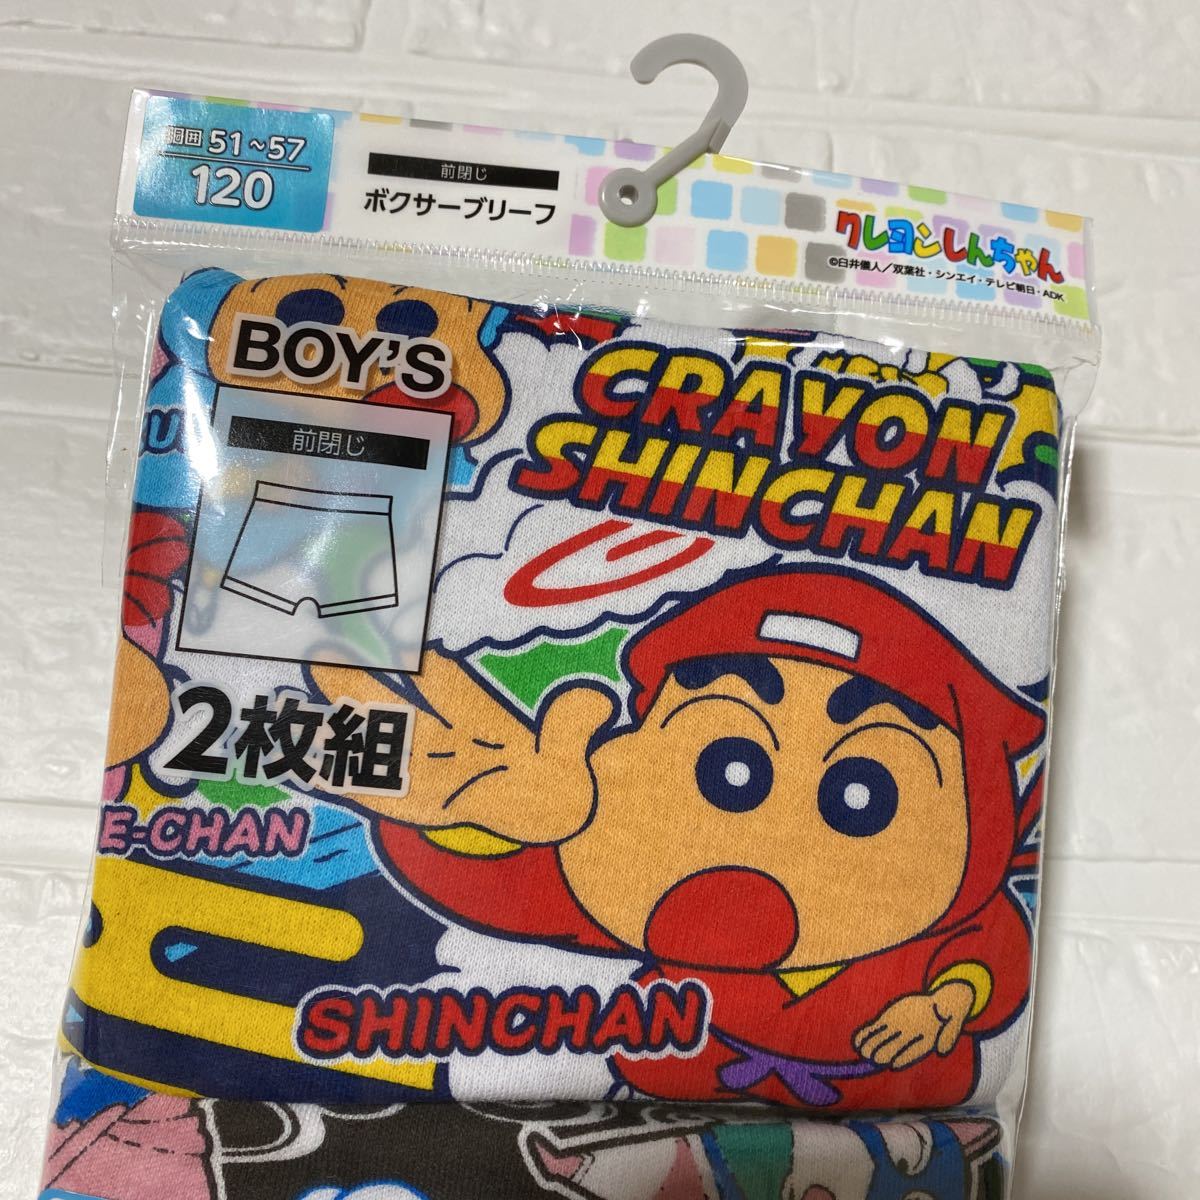 胴囲 51~57
120
前閉じ
ボクサーブリーフ
クレヨンしんちゃん
©臼井儀人/双葉社・シンエイ・テレビ朝日・ADK
BOY'S
前閉じ
2枚組
CRAYON
SHINCHAN
E-CHAN
SHINCHAN